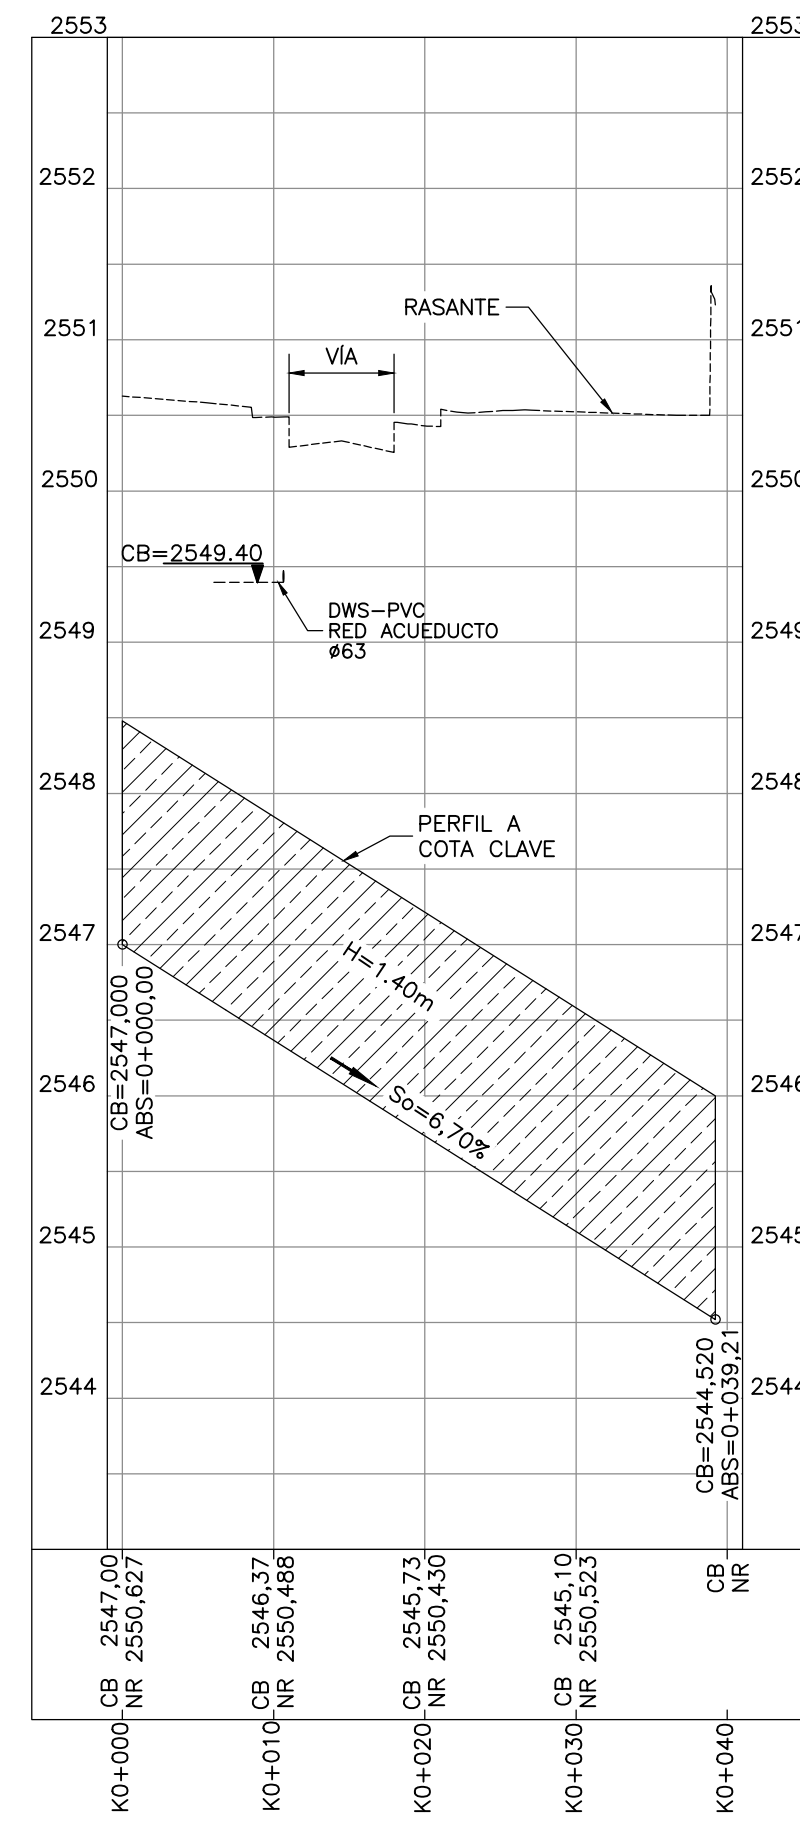 2553
2553
2552
2552
2551
2551
RASANTE
VÍA
2550
2550
CB=2549.40
DWS-PVC
RED ACUEDUCTO
ø63
2549
2549
2548
2548
PERFIL A
COTA CLAVE
2547
2547
H=1.40m
CB=2547,000
ABS=0+000,00
2546
2546
So=6,70%
2545
2545
CB=2544,520
ABS=0+039,21
2544
2544
CB 2547,00
NR 2550,627
CB 2546,37
NR 2550,488
CB 2545,73
NR 2550,430
CB 2545,10
NR 2550,523
CB
NR
K0+000
K0+010
K0+020
K0+030
K0+040